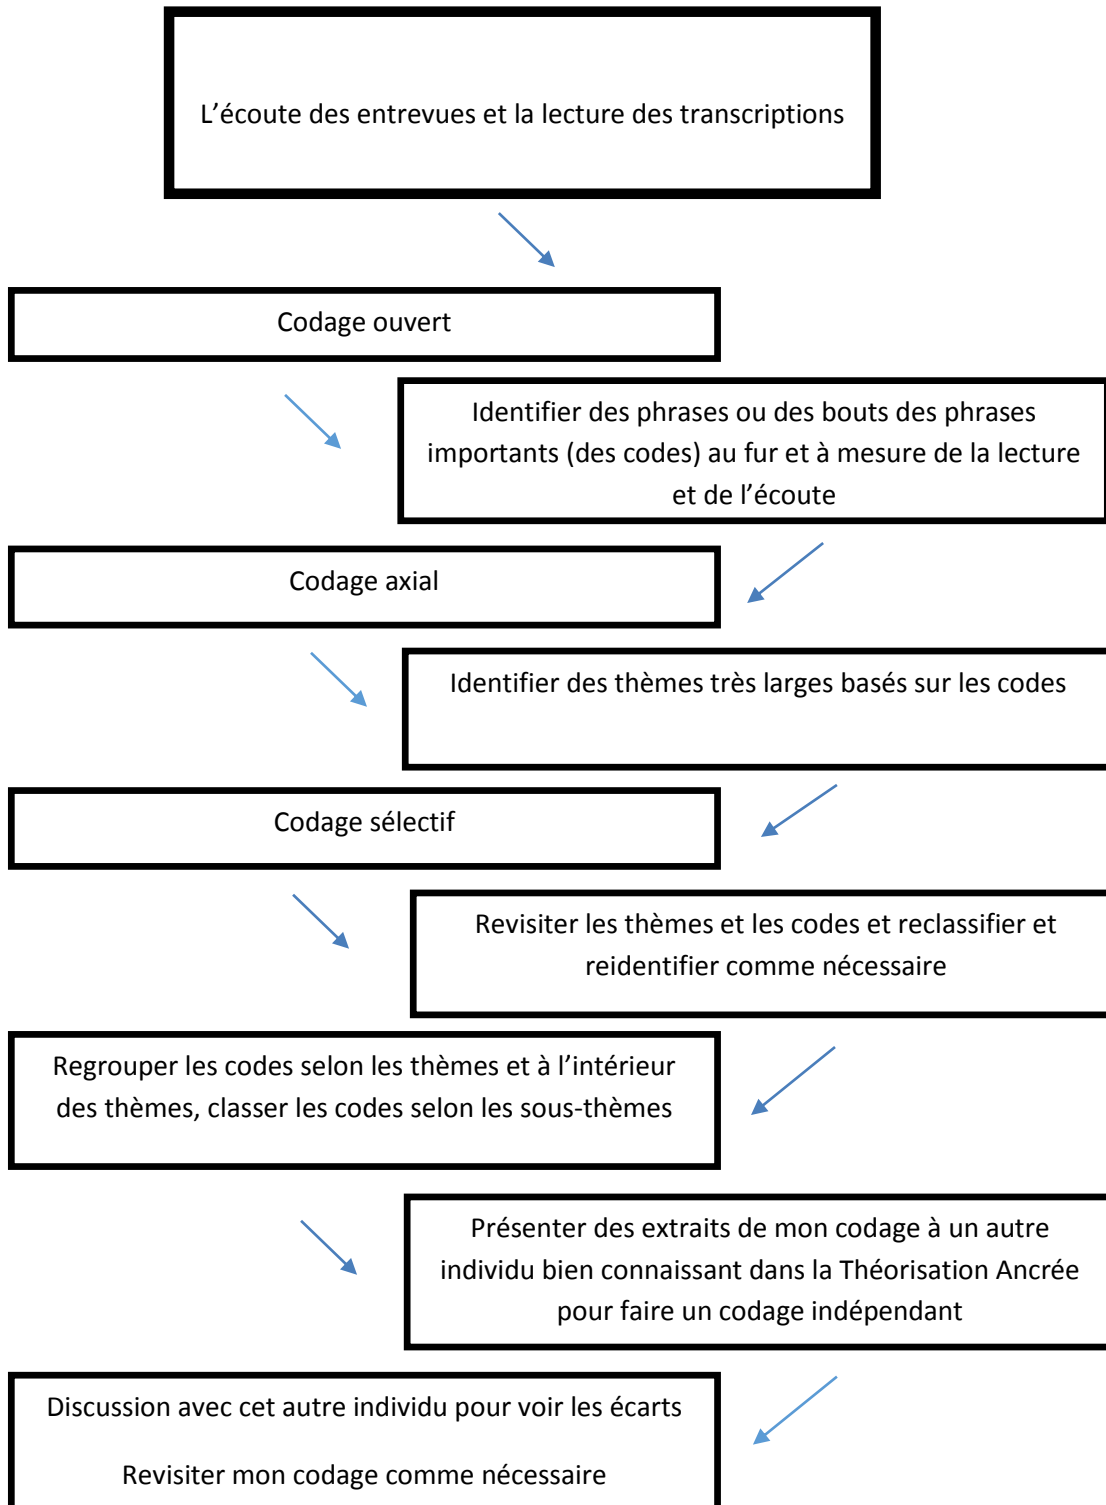 L’écoute des entrevues et la lecture des transcriptions
Codage ouvert
Identifier des phrases ou des bouts des phrases
importants (des codes) au fur et à mesure de la lecture
et de l’écoute
Codage axial
Identifier des thèmes très larges basés sur les codes
Codage sélectif
Revisiter les thèmes et les codes et reclassifier et
reidentifier comme nécessaire
Regrouper les codes selon les thèmes et à l’intérieur
des thèmes, classer les codes selon les sous-thèmes
Présenter des extraits de mon codage à un autre
individu bien connaissant dans la Théorisation Ancrée
pour faire un codage indépendant
Discussion avec cet autre individu pour voir les écarts
Revisiter mon codage comme nécessaire